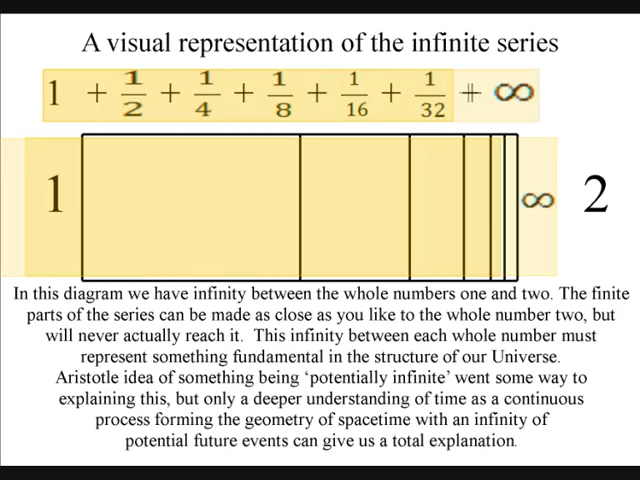 A visual representation of the infinite series
1 + 1/2 + 1/4 + 1/8 + 1/16 + 1/32 + ∞
1 ∞ 2
In this diagram we have infinity between the whole numbers one and two. The finite
parts of the series can be made as close as you like to the whole number two, but
will never actually reach it. This infinity between each whole number must
represent something fundamental in the structure of our Universe.
Aristotle idea of something being ‘potentially infinite’ went some way to
explaining this, but only a deeper understanding of time as a continuous
process forming the geometry of spacetime with an infinity of
potential future events can give us a total explanation.